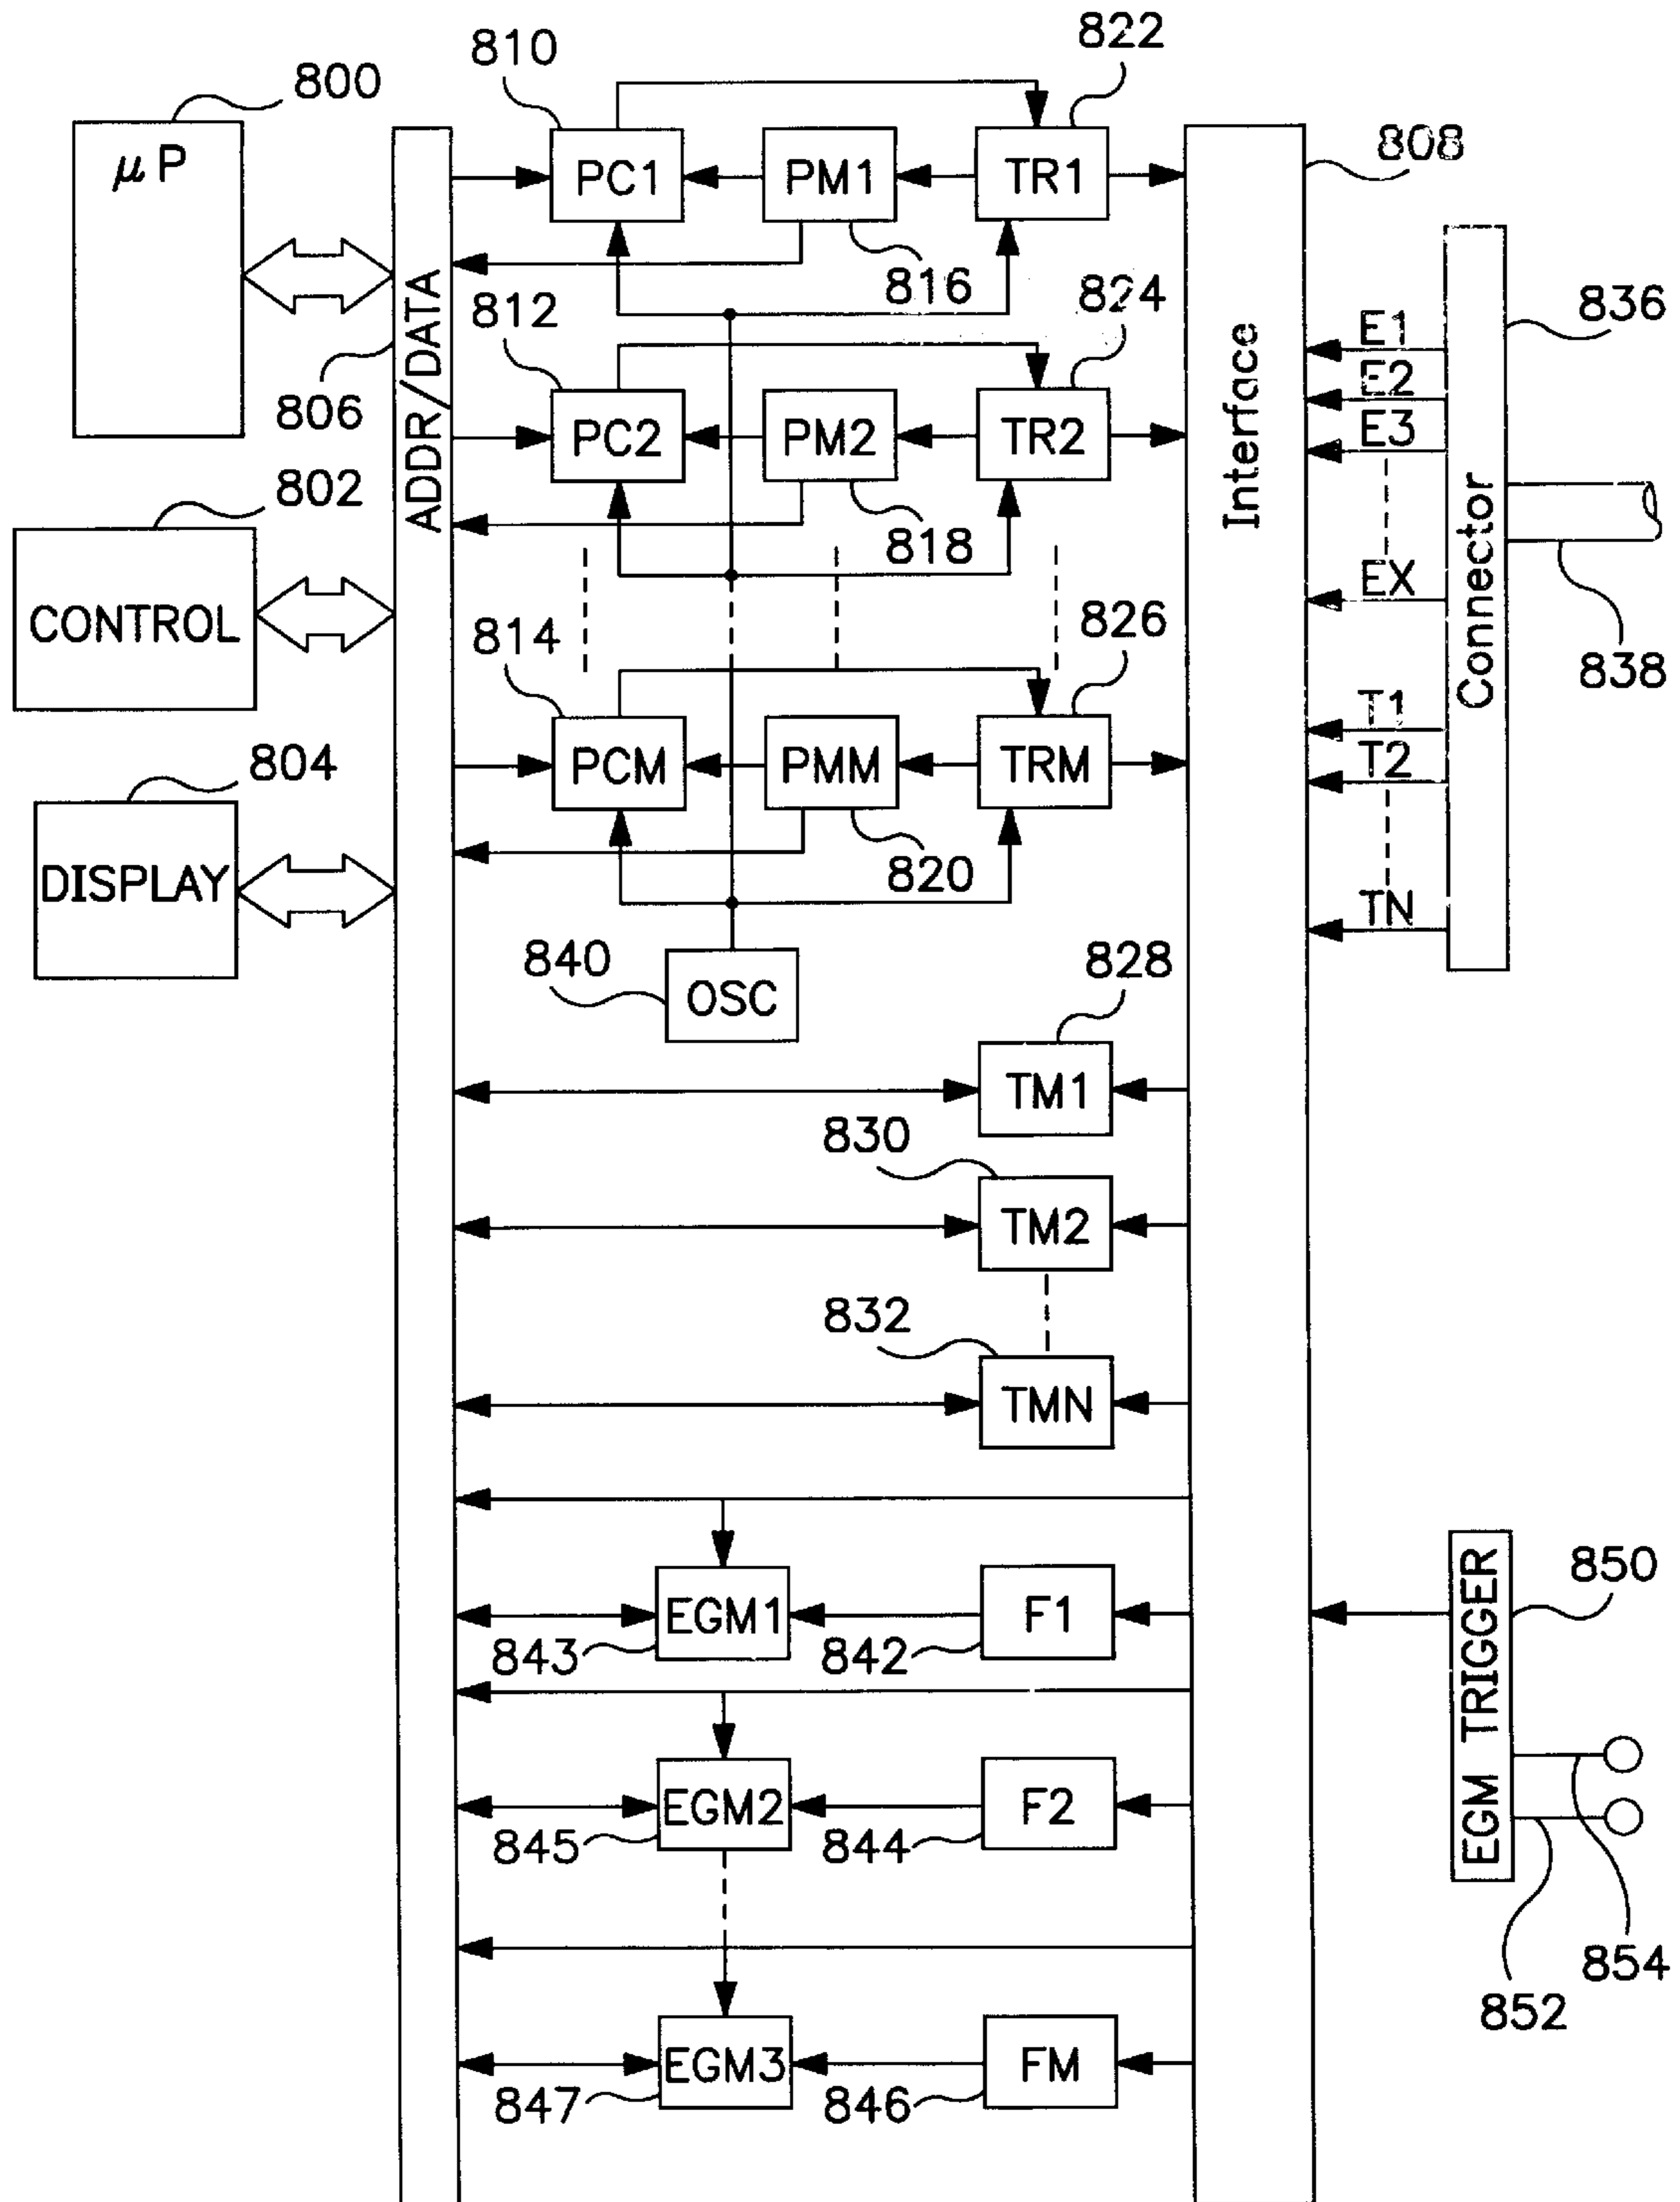 810
822
800
μP
PC1
PM1
TR1
808
816
812
824
836
ADDR/DATA
806
E1
E2
E3
PC2
PM2
TR2
Interface
802
818
EX
Connector
838
CONTROL
814
826
T1
T2
804
PCM
PMM
TRM
DISPLAY
820
TN
840
OSC
828
TM1
830
TM2
832
TMN
850
EGM1
F1
843
842
EGM TRIGGER
EGM2
F2
845
844
854
852
EGM3
FM
847
846